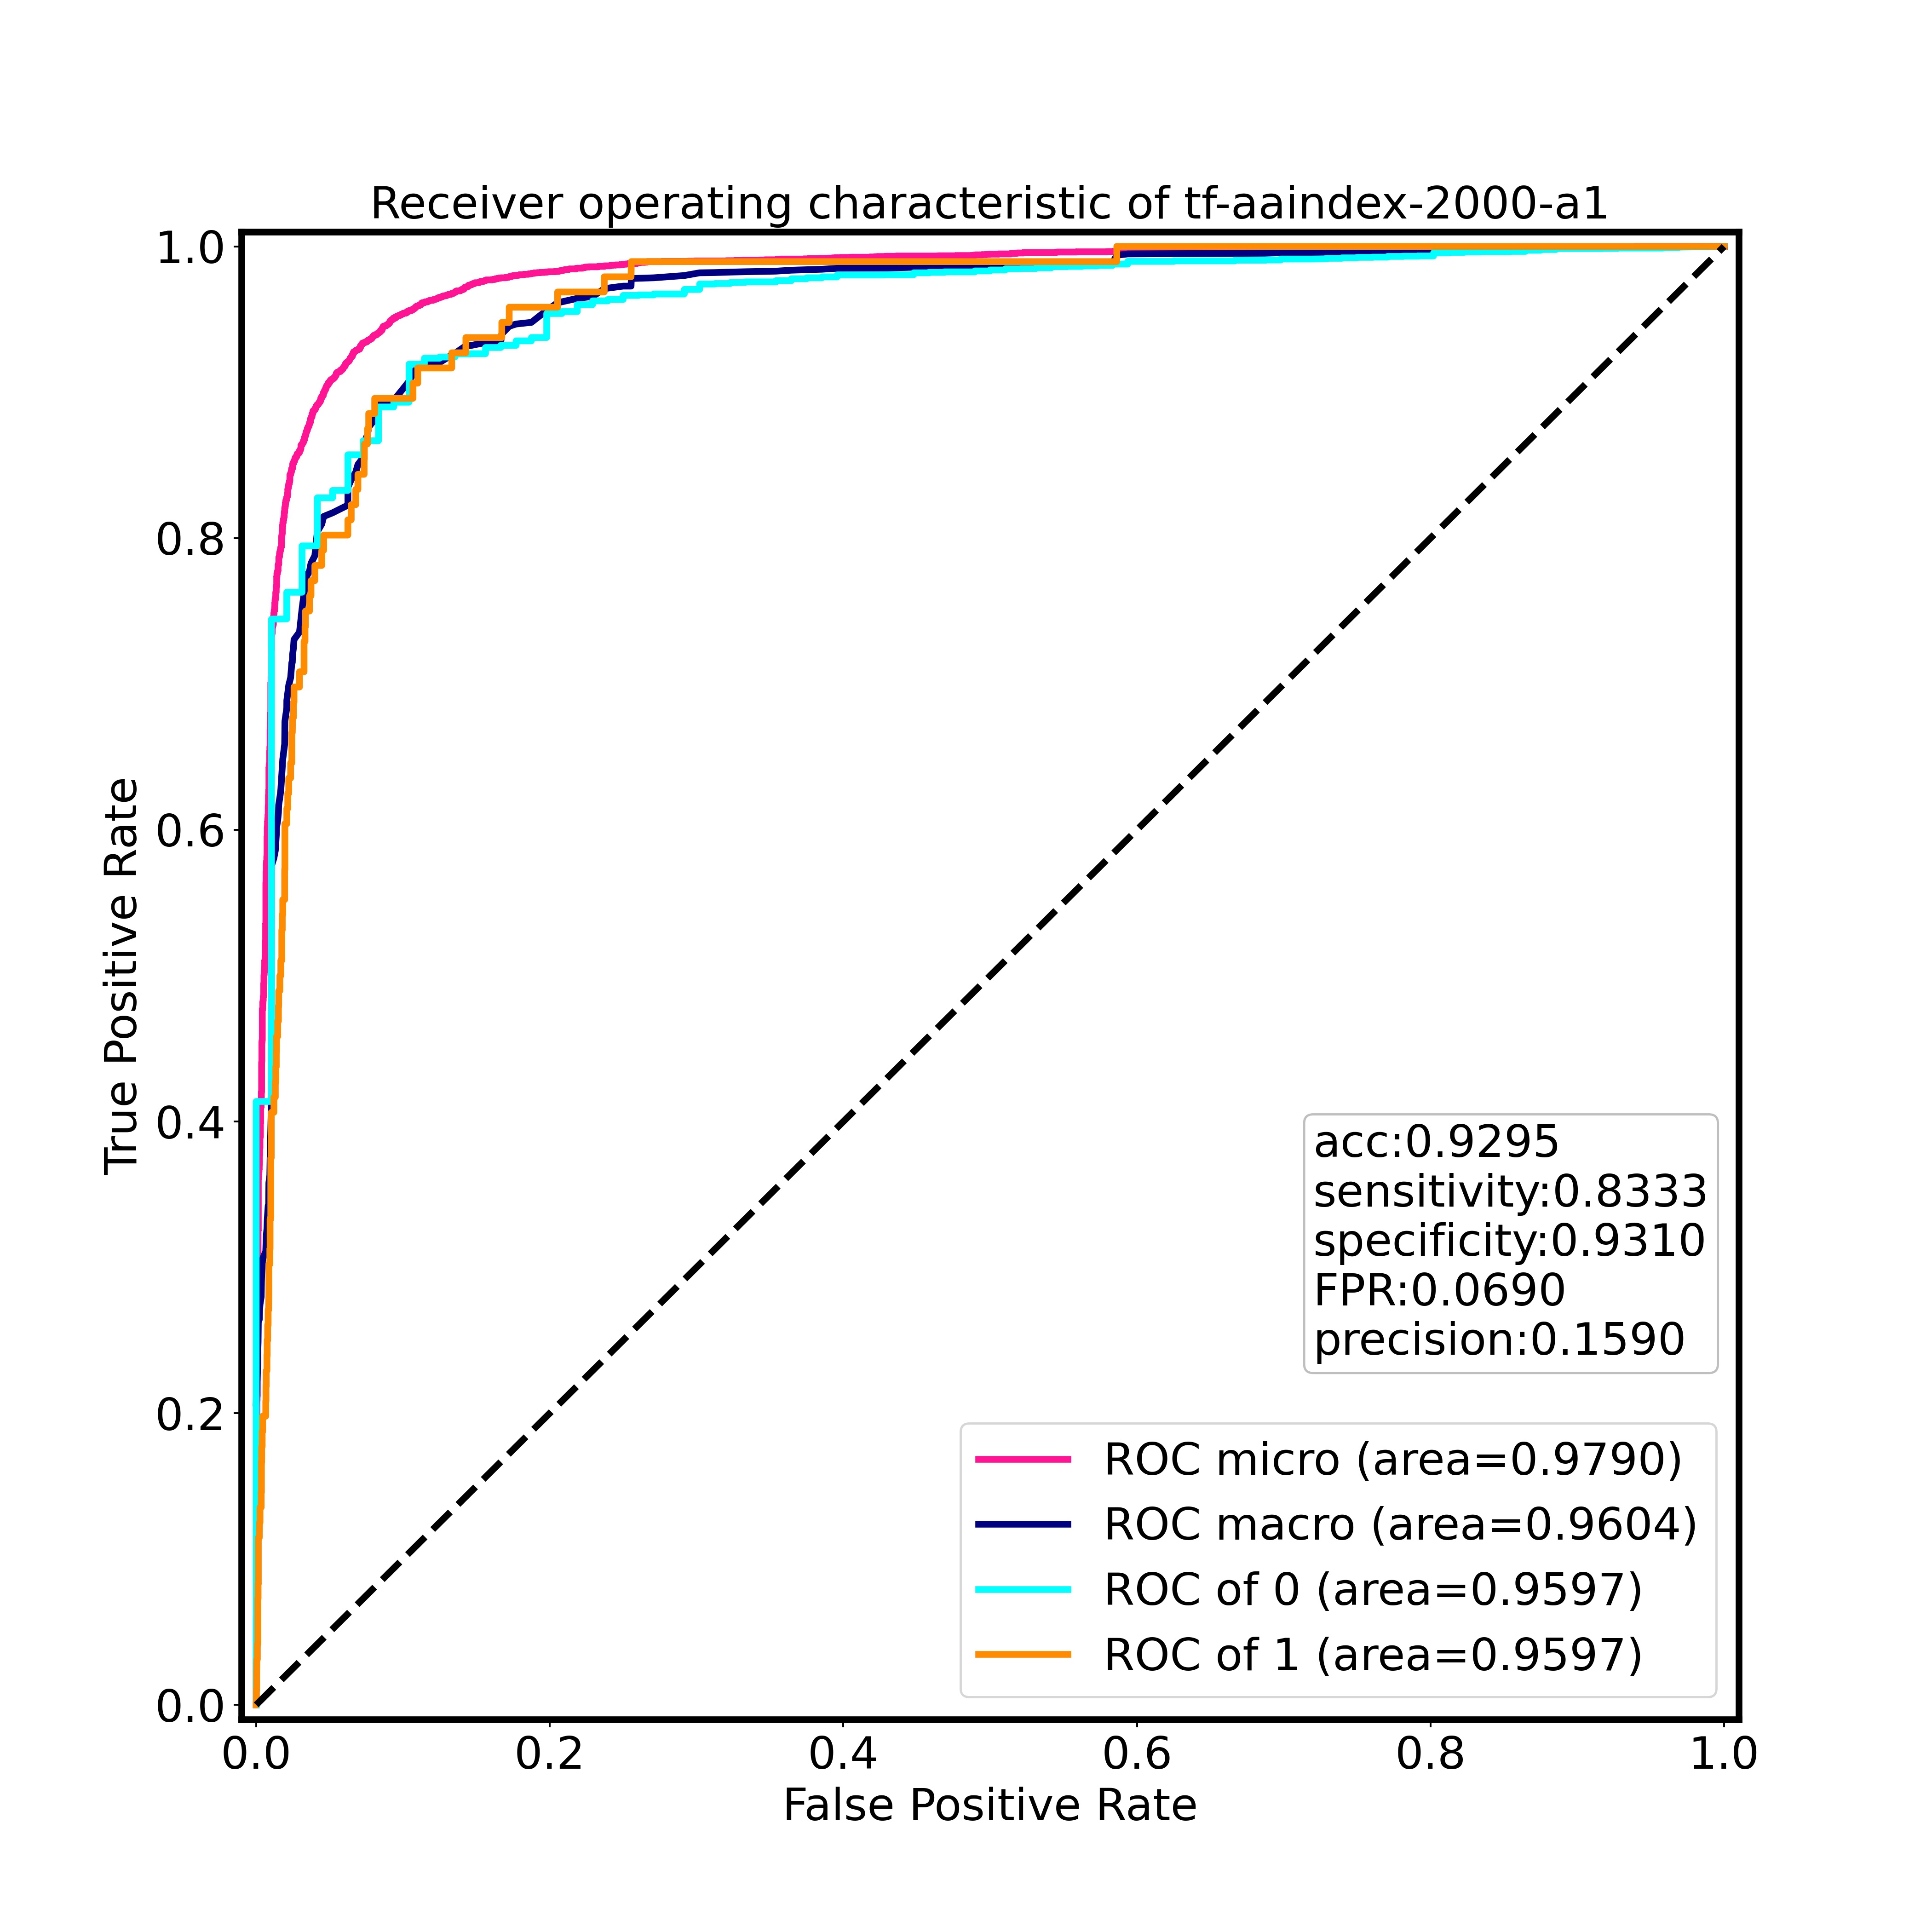 Receiver operating characteristic of tf-aaindex-2000-a1
1.0
0.8
0.6
0.4
0.2
0.0
True Positive Rate
acc:0.9295
sensitivity:0.8333
specificity:0.9310
FPR:0.0690
precision:0.1590
ROC micro (area=0.9790)
ROC macro (area=0.9604)
ROC of 0 (area=0.9597)
ROC of 1 (area=0.9597)
0.0 0.2 0.4 0.6 0.8 1.0
False Positive Rate